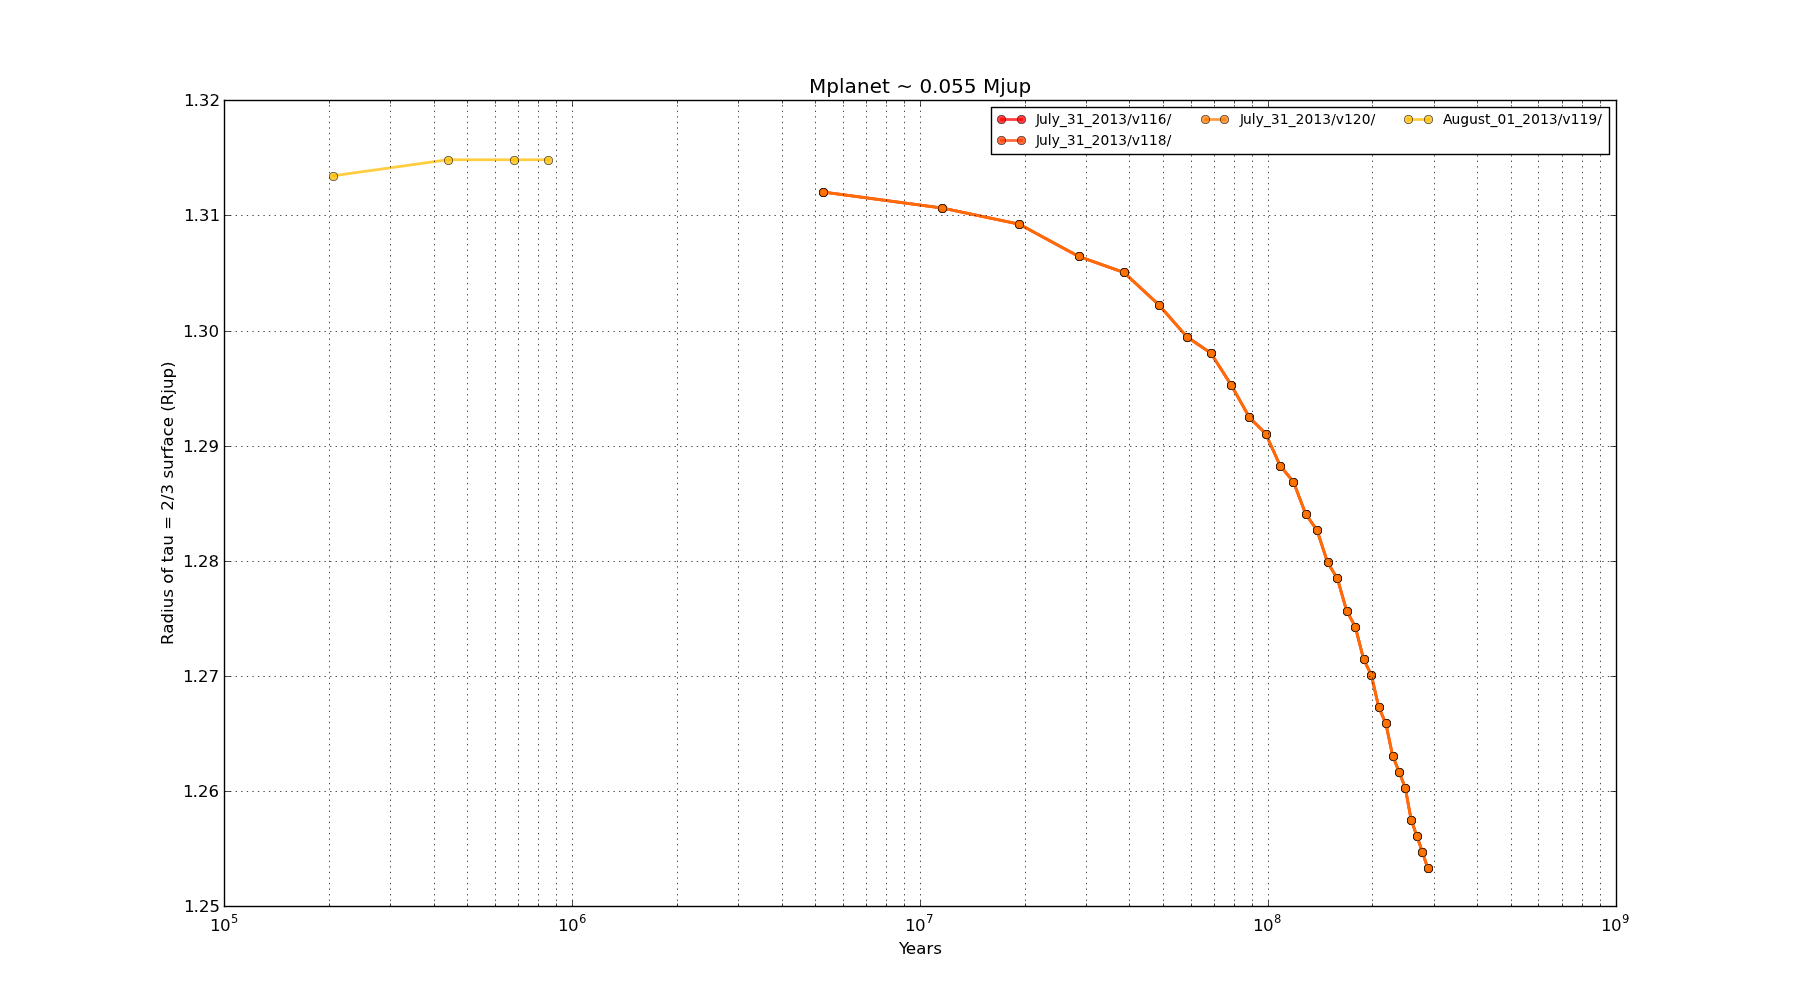 Mplanet ~ 0.055 Mjup
July_31_2013/v116/ July_31_2013/v120/ August_01_2013/v119/
July_31_2013/v118/
1.32
1.31
1.30
1.29
1.28
1.27
1.26
1.25
Radius of tau = 2/3 surface (Rjup)
10^5 10^6 10^7 10^8 10^9
Years